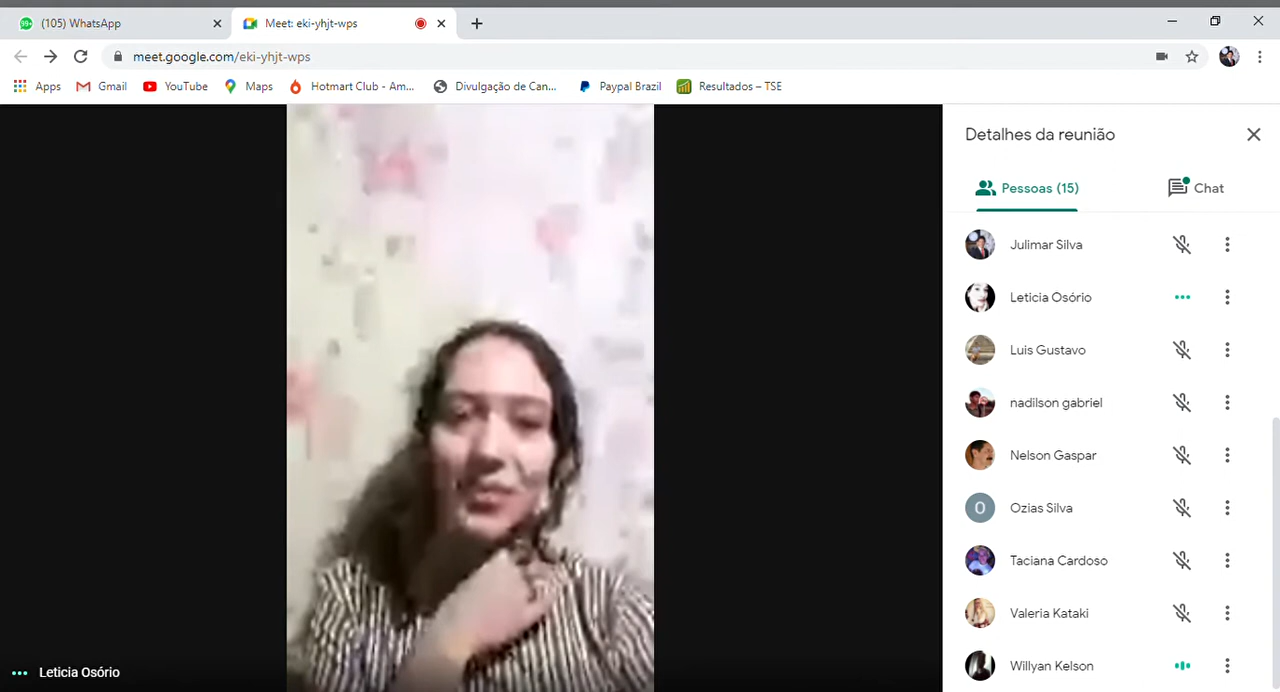 99+ (105) WhatsApp
Meet: eki-yhjt-wps
meet.google.com/eki-yhjt-wps
Apps Gmail YouTube Maps Hotmart Club - Am... Divulgação de Can... Paypal Brazil Resultados – TSE
Detalhes da reunião
Pessoas (15) Chat
Julimar Silva
Leticia Osório
Luis Gustavo
nadilson gabriel
Nelson Gaspar
O Ozias Silva
Taciana Cardoso
Valeria Kataki
Willyan Kelson
Leticia Osório